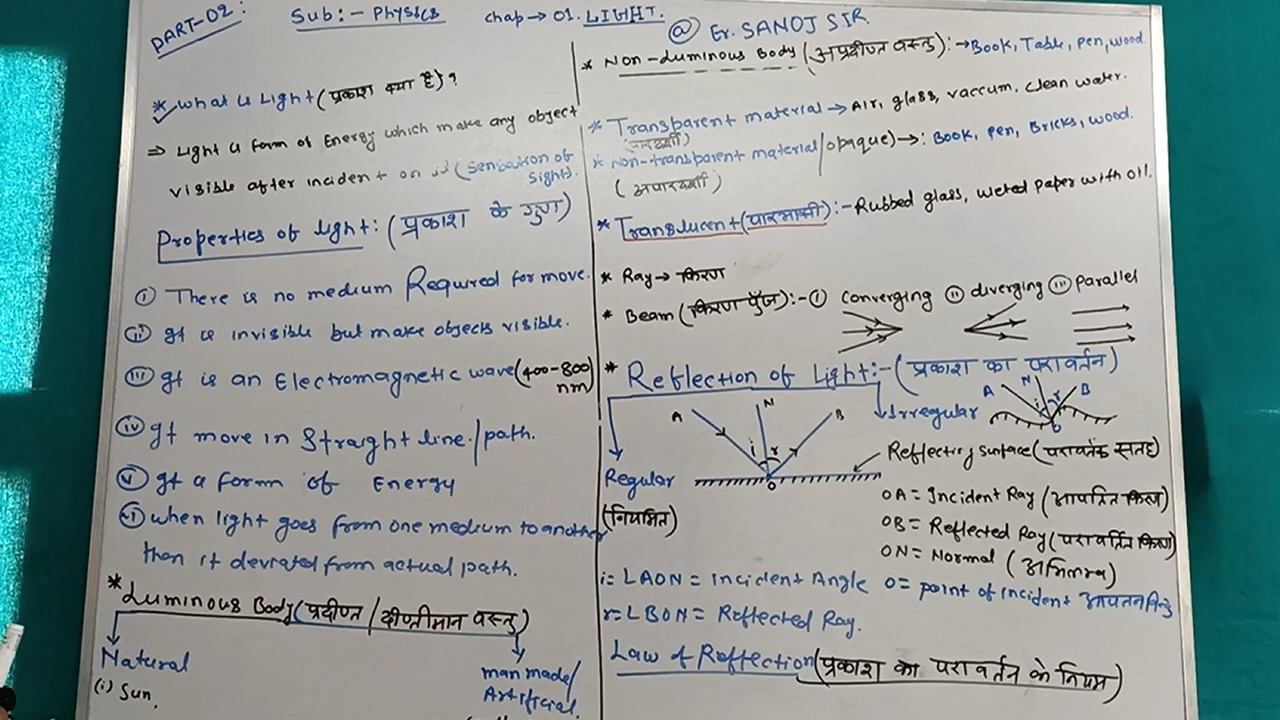 PART-02:
Sub:- Physics
chap→01. LIGHT.
@ Er. SANOJ SIR
* What is Light (प्रकाश क्या है)?
⇒ Light is form of Energy which make any object
visible after incident on it (Sensation of
Sight).
Properties of light: (प्रकाश के गुण)
(i) There is no medium Required for move.
(ii) It is invisible but make objects visible.
(iii) It is an Electromagnetic wave (400-800
nm)
(iv) It move in Straight line./path.
(v) It a form of Energy
(vi) when light goes from one medium to another
then it deviated from actual path.
* Luminous Body (प्रदीप्त / दीप्तीमान वस्तु)
Natural
(i) Sun.
man made/
Artificial.
* Non-Luminous Body (अप्रदीप्त वस्तु):→Book, Table, Pen, wood.
* Transparent material → Air, glass, vaccum, clean water.
* Non-transparent material/opaque)→: Book, Pen, Bricks, wood.
(अपारदर्शी)
* Translucent (पारभासी):- Rubbed glass, weted paper with oil.
* Ray→ किरण
* Beam (किरण पुँज):- (i) converging (ii) diverging (iii) parallel
* Reflection of Light:- (प्रकाश का परावर्तन)
A N B
i r
O
Irregular
A N B
i r
O
Reflecting surface (परावर्तक सतह)
Regular
(नियमित)
OA = Incident Ray (आपतित किरण)
OB = Reflected Ray (परावर्तित किरण)
ON = Normal (अभिलम्ब)
i = ∠AON = Incident Angle O = point of incident आपतन बिन्दु
r = ∠BON = Reflected Ray.
Law of Reflection (प्रकाश का परावर्तन के नियम)